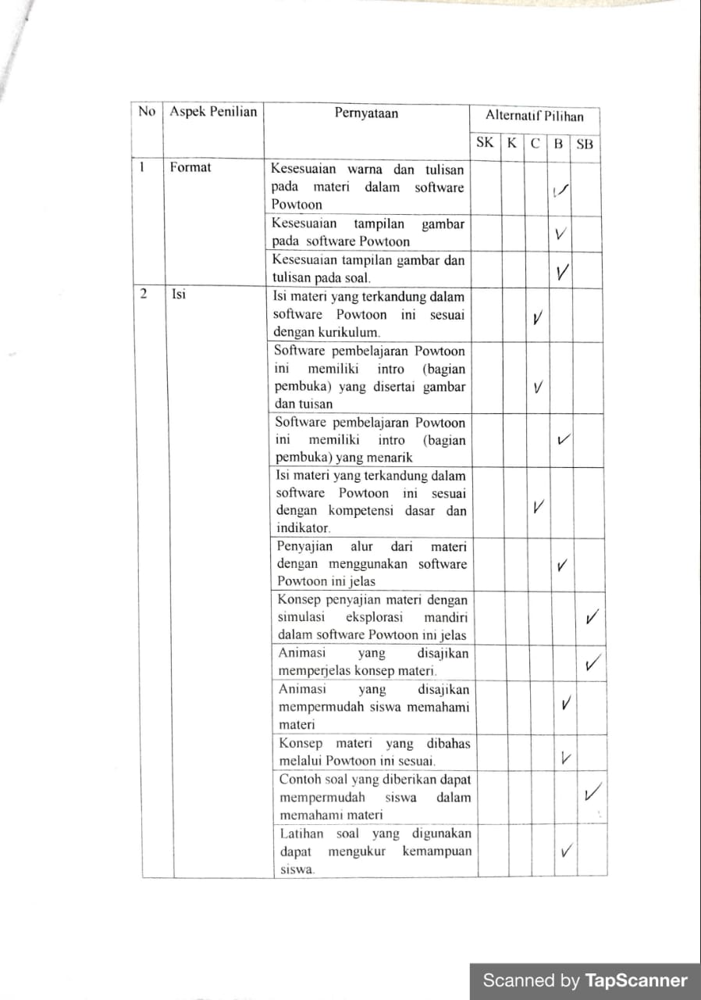 No Aspek Penilian Pernyataan Alternatif Pilihan
SK K C B SB
1 Format Kesesuaian warna dan tulisan
pada materi dalam software
Powtoon
Kesesuaian tampilan gambar
pada software Powtoon
Kesesuaian tampilan gambar dan
tulisan pada soal.
2 Isi Isi materi yang terkandung dalam
software Powtoon ini sesuai
dengan kurikulum.
Software pembelajaran Powtoon
ini memiliki intro (bagian
pembuka) yang disertai gambar
dan tuisan
Software pembelajaran Powtoon
ini memiliki intro (bagian
pembuka) yang menarik
Isi materi yang terkandung dalam
software Powtoon ini sesuai
dengan kompetensi dasar dan
indikator.
Penyajian alur dari materi
dengan menggunakan software
Powtoon ini jelas
Konsep penyajian materi dengan
simulasi eksplorasi mandiri
dalam software Powtoon ini jelas
Animasi yang disajikan
memperjelas konsep materi.
Animasi yang disajikan
mempermudah siswa memahami
materi
Konsep materi yang dibahas
melalui Powtoon ini sesuai.
Contoh soal yang diberikan dapat
mempermudah siswa dalam
memahami materi
Latihan soal yang digunakan
dapat mengukur kemampuan
siswa.
Scanned by TapScanner